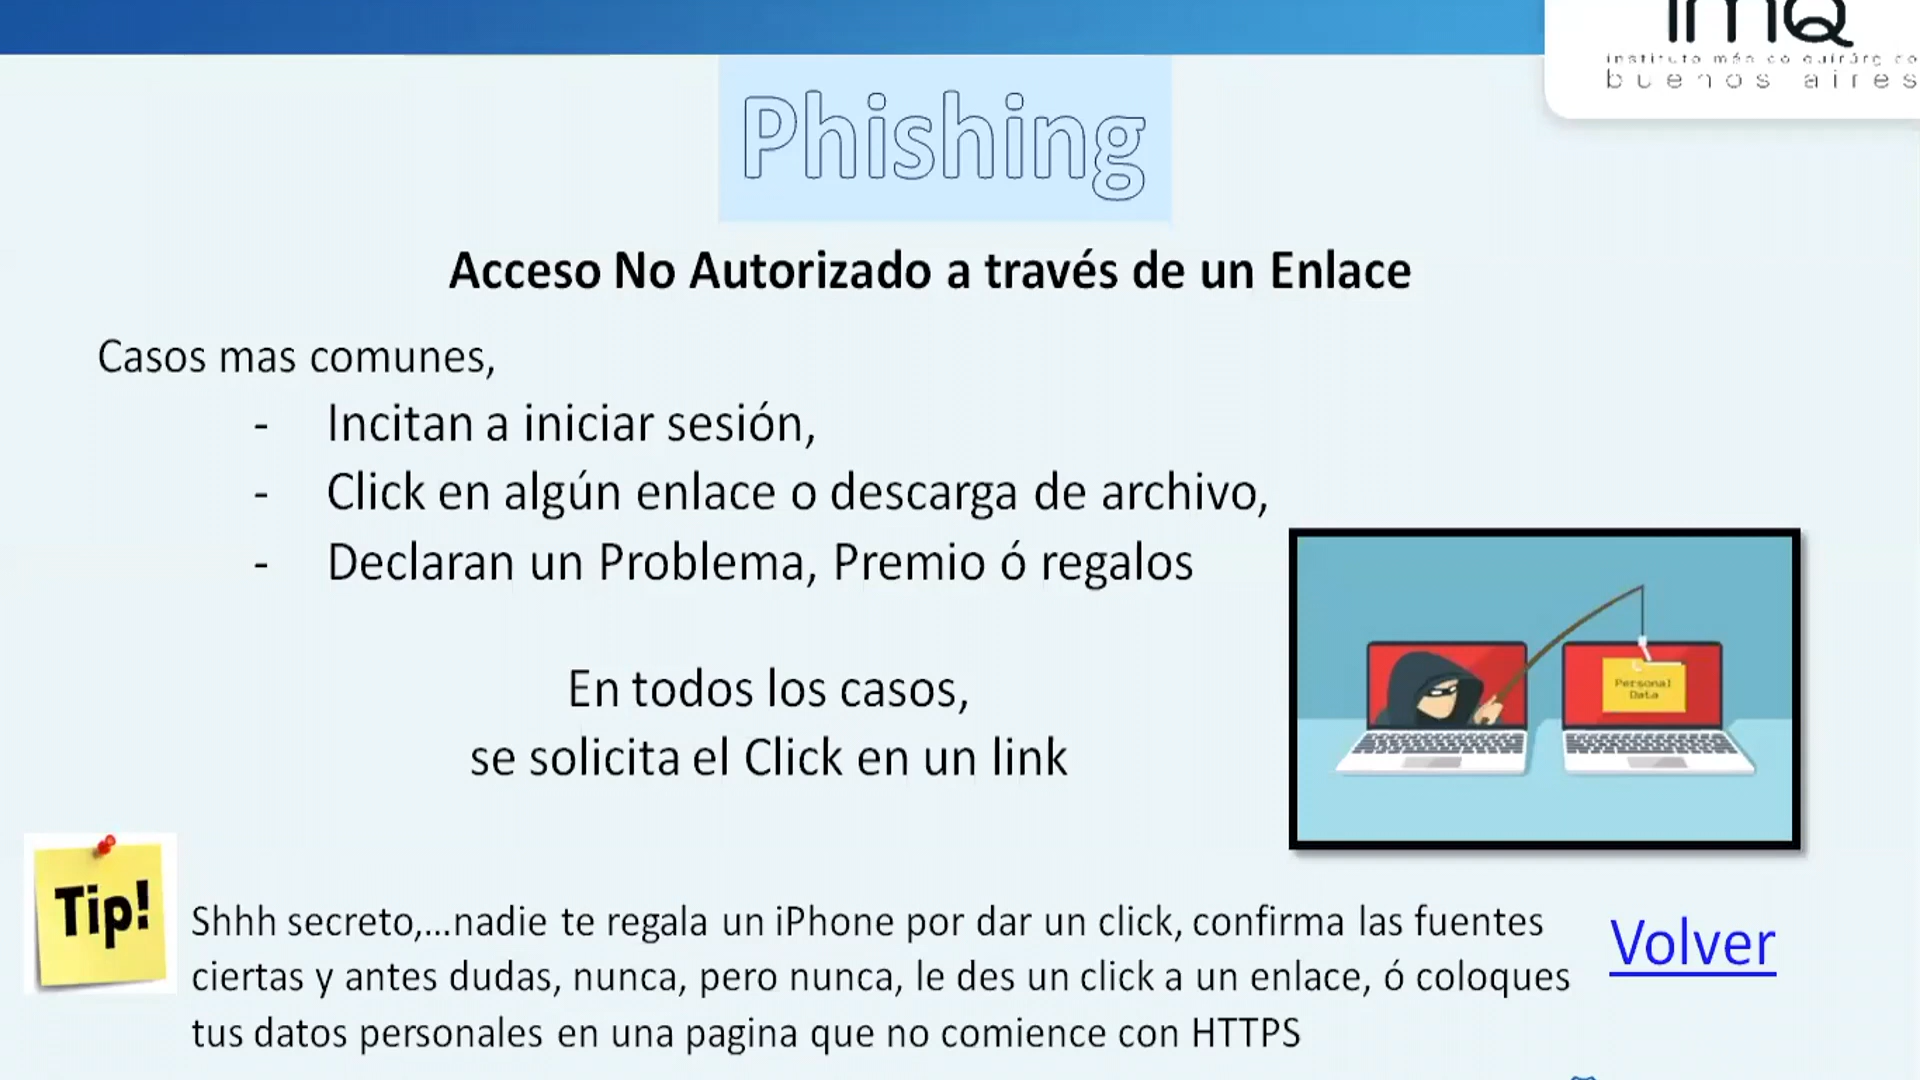 imQ
buenos aires
Phishing
Acceso No Autorizado a través de un Enlace
Casos mas comunes,
- Incitan a iniciar sesión,
- Click en algún enlace o descarga de archivo,
- Declaran un Problema, Premio ó regalos
En todos los casos,
se solicita el Click en un link
Personal
Data
Tip!
Shhh secreto,...nadie te regala un iPhone por dar un click, confirma las fuentes
ciertas y antes dudas, nunca, pero nunca, le des un click a un enlace, ó coloques
tus datos personales en una pagina que no comience con HTTPS
Volver